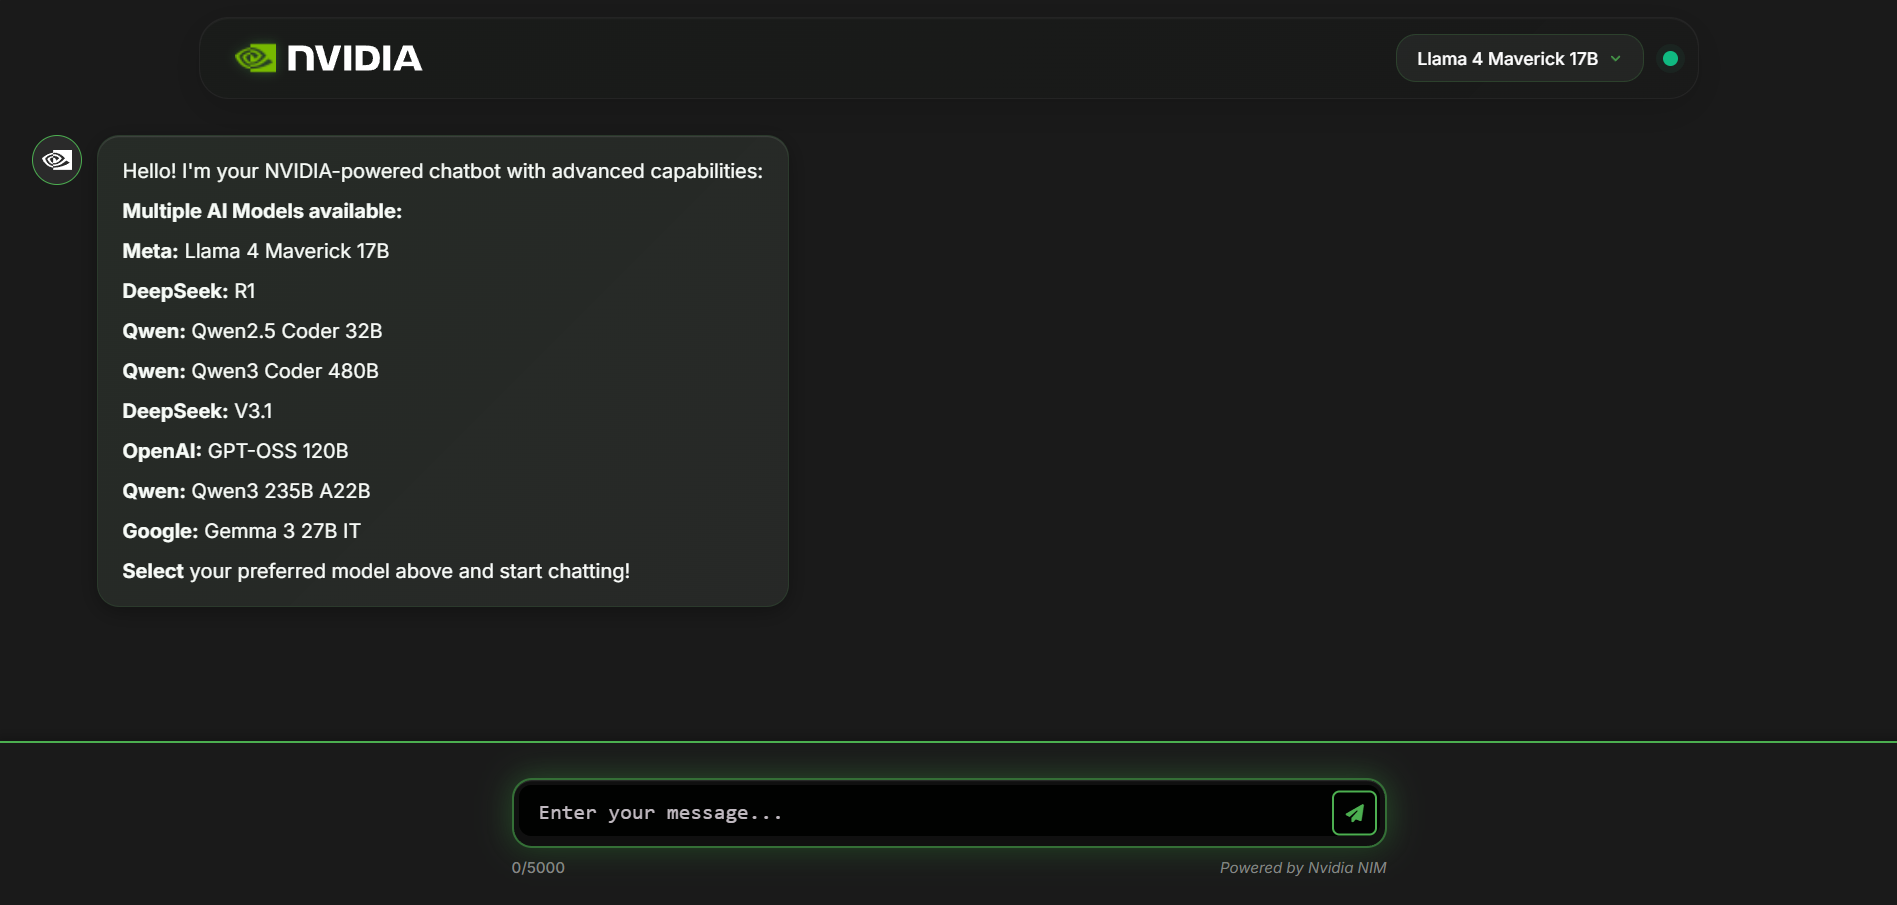 NVIDIA
Llama 4 Maverick 17B
Hello! I'm your NVIDIA-powered chatbot with advanced capabilities:
Multiple AI Models available:
Meta: Llama 4 Maverick 17B
DeepSeek: R1
Qwen: Qwen2.5 Coder 32B
Qwen: Qwen3 Coder 480B
DeepSeek: V3.1
OpenAI: GPT-OSS 120B
Qwen: Qwen3 235B A22B
Google: Gemma 3 27B IT
Select your preferred model above and start chatting!
Enter your message...
0/5000
Powered by Nvidia NIM